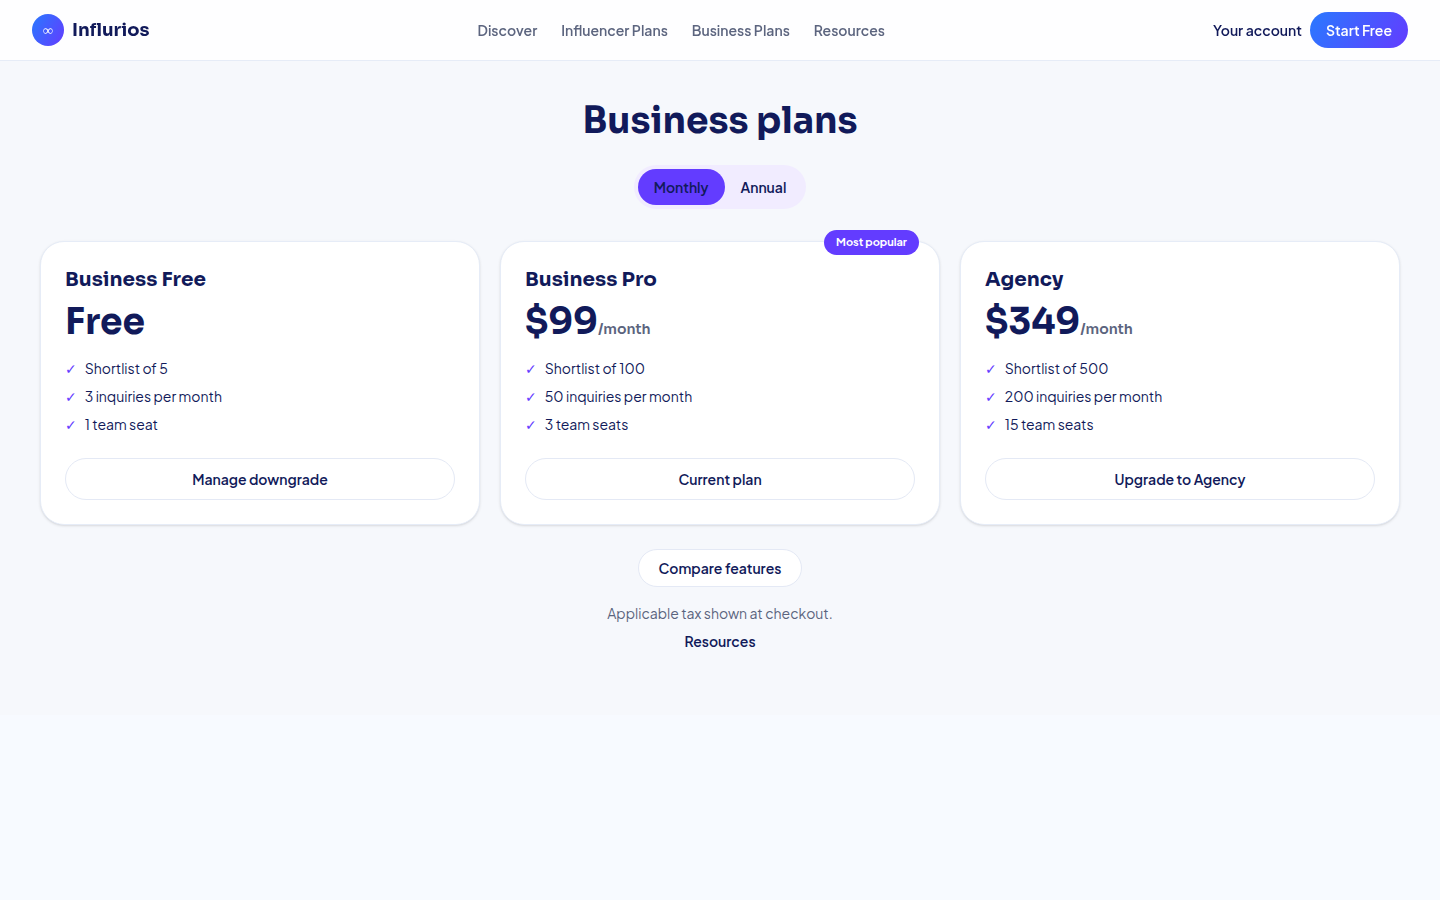 ∞ Influrios
Discover Influencer Plans Business Plans Resources
Your account Start Free
Business plans
Monthly Annual
Business Free
Free
✓ Shortlist of 5
✓ 3 inquiries per month
✓ 1 team seat
Manage downgrade
Most popular
Business Pro
$99/month
✓ Shortlist of 100
✓ 50 inquiries per month
✓ 3 team seats
Current plan
Agency
$349/month
✓ Shortlist of 500
✓ 200 inquiries per month
✓ 15 team seats
Upgrade to Agency
Compare features
Applicable tax shown at checkout.
Resources